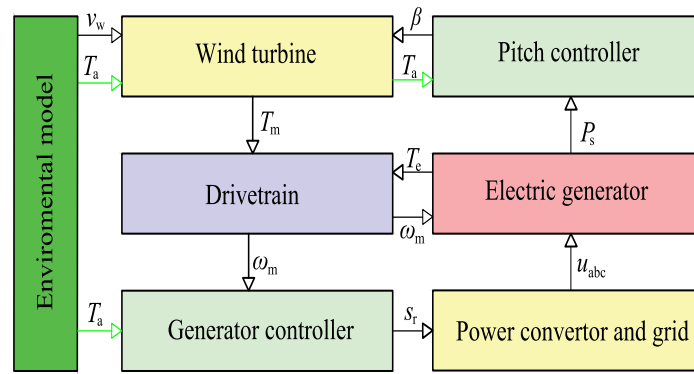 Enviromental model
v_w
β
Wind turbine
Pitch controller
T_a
T_a
T_m
P_s
Drivetrain
T_e
Electric generator
ω_m
ω_m
u_abc
T_a
Generator controller
s_r
Power convertor and grid